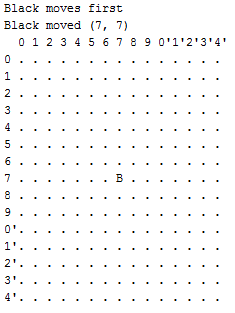 Black moves first
Black moved (7, 7)
  0 1 2 3 4 5 6 7 8 9 0'1'2'3'4'
0 . . . . . . . . . . . . . . .
1 . . . . . . . . . . . . . . .
2 . . . . . . . . . . . . . . .
3 . . . . . . . . . . . . . . .
4 . . . . . . . . . . . . . . .
5 . . . . . . . . . . . . . . .
6 . . . . . . . . . . . . . . .
7 . . . . . . . B . . . . . . .
8 . . . . . . . . . . . . . . .
9 . . . . . . . . . . . . . . .
0'. . . . . . . . . . . . . . .
1'. . . . . . . . . . . . . . .
2'. . . . . . . . . . . . . . .
3'. . . . . . . . . . . . . . .
4'. . . . . . . . . . . . . . .